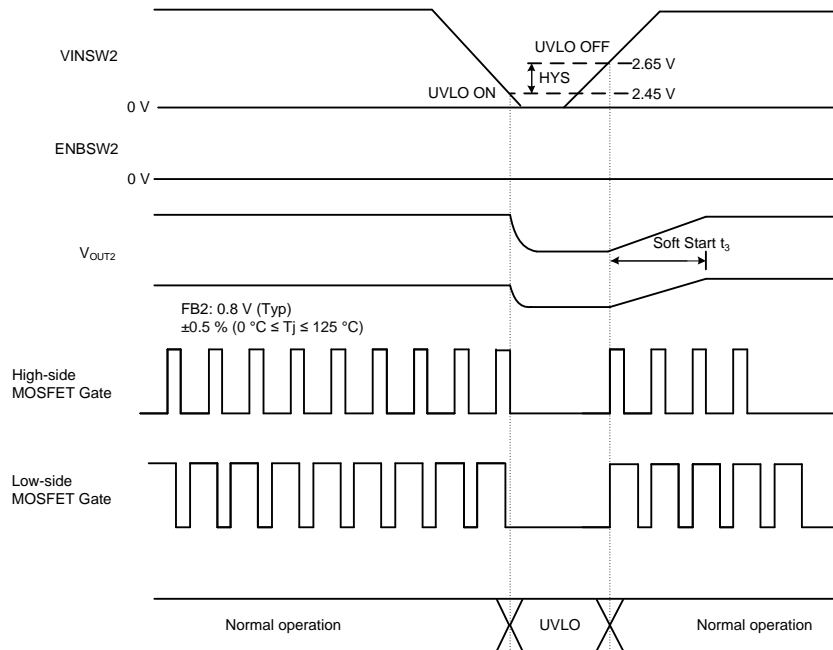 VINSW2
UVLO OFF
HYS
2.65 V
UVLO ON
2.45 V
0 V
ENBSW2
0 V
VOUT2
Soft Start t3
FB2: 0.8 V (Typ)
±0.5 % (0 °C ≤ Tj ≤ 125 °C)
High-side
MOSFET Gate
Low-side
MOSFET Gate
Normal operation
UVLO
Normal operation